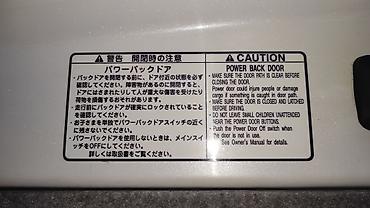 ⚠警告 開閉時の注意
パワーバックドア
・バックドアを開閉する前に、ドア付近の状態を必ず
確認してください。障害物があるのに開閉すると、
ドアにはさまれたりして人が重大な傷害を受けたり
荷物を損傷するおそれがあります。
・走行前にバックドアが確実にロックされていることを
確認してください。
・お子さまを単独でパワーバックドアスイッチの近く
に残さないでください。
・パワーバックドアを使用しないときは、メインスイ
ッチをOFFにしてください。
詳しくは取扱書をご覧ください。
⚠CAUTION
POWER BACK DOOR
• MAKE SURE THE DOOR PATH IS CLEAR BEFORE
CLOSING THE DOOR.
Power door could injure people or damage
cargo if something is caught in door path.
• MAKE SURE DOOR IS CLOSED AND LATCHED
BEFORE DRIVING.
• DO NOT LEAVE SMALL CHILDREN UNATTENDED
NEAR THE POWER DOOR BUTTONS.
• Push the Power Door Off switch when
the door is not in use.
See Owner's Manual for details.